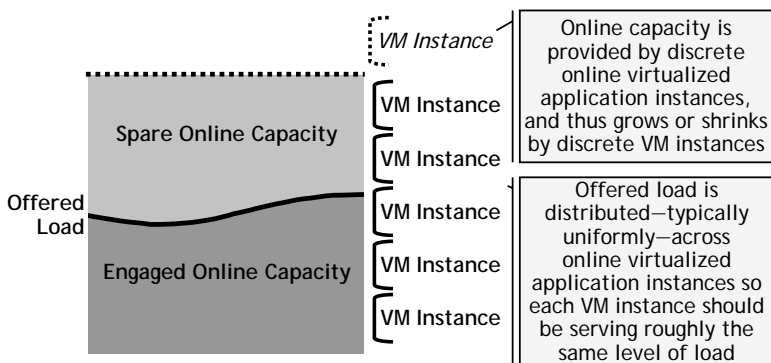 VM Instance
Online capacity is
provided by discrete
online virtualized
application instances,
and thus grows or shrinks
by discrete VM instances
VM Instance
Spare Online Capacity
VM Instance
Offered
Load
VM Instance
Offered load is
distributed—typically
uniformly—across
online virtualized
application instances so
each VM instance should
be serving roughly the
same level of load
Engaged Online Capacity
VM Instance
VM Instance